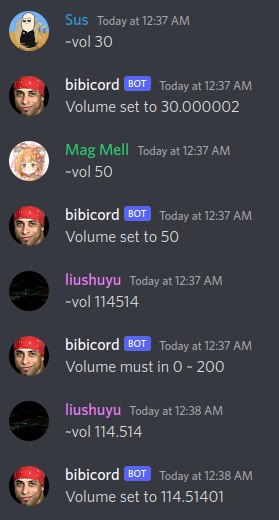 Sus Today at 12:37 AM
~vol 30
bibicord BOT Today at 12:37 AM
Volume set to 30.000002
Mag Mell Today at 12:37 AM
~vol 50
bibicord BOT Today at 12:37 AM
Volume set to 50
liushuyu Today at 12:37 AM
~vol 114514
bibicord BOT Today at 12:37 AM
Volume must in 0 ~ 200
liushuyu Today at 12:38 AM
~vol 114.514
bibicord BOT Today at 12:38 AM
Volume set to 114.51401